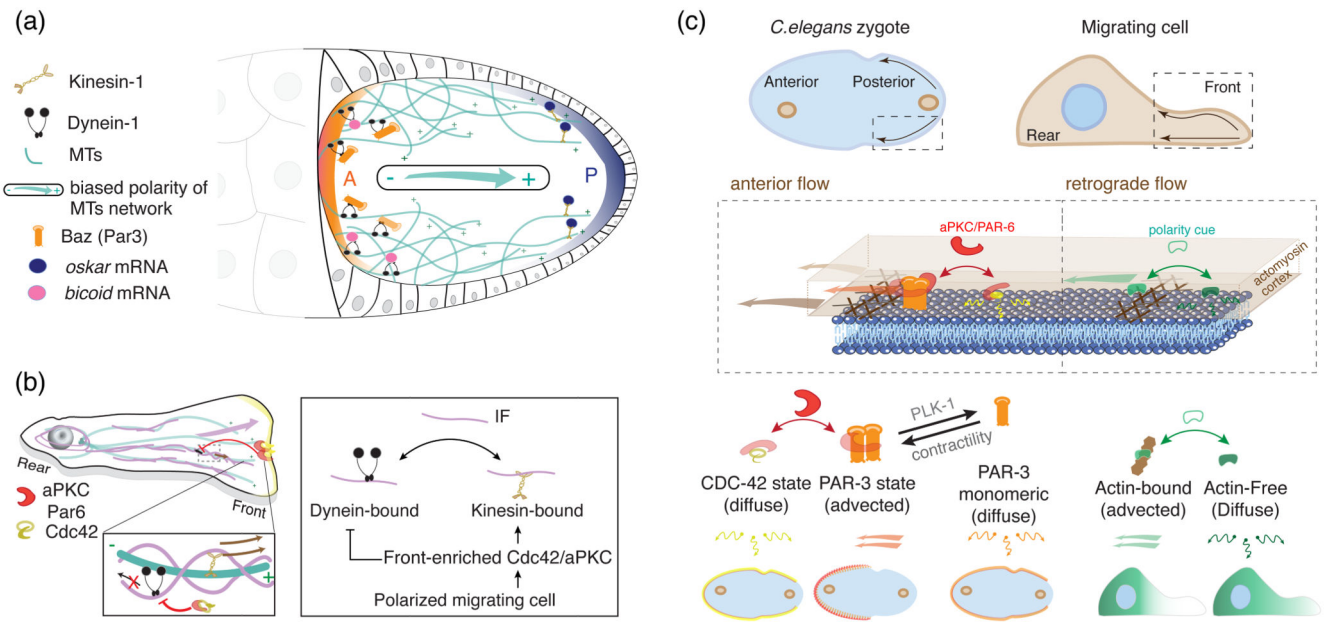 (a)
Kinesin-1
Dynein-1
MTs
- +
biased polarity of
MTs network
Baz (Par3)
oskar mRNA
bicoid mRNA
A
- +
P
(b)
Rear
Front
aPKC
Par6
Cdc42
-
+
IF
Dynein-bound
Kinesin-bound
Front-enriched Cdc42/aPKC
Polarized migrating cell
(c)
C.elegans zygote
Migrating cell
Anterior
Posterior
Front
Rear
anterior flow
retrograde flow
aPKC/PAR-6
polarity cue
actomyosin
cortex
PLK-1
contractility
CDC-42 state
(diffuse)
PAR-3 state
(advected)
PAR-3
monomeric
(diffuse)
Actin-bound
(advected)
Actin-Free
(Diffuse)